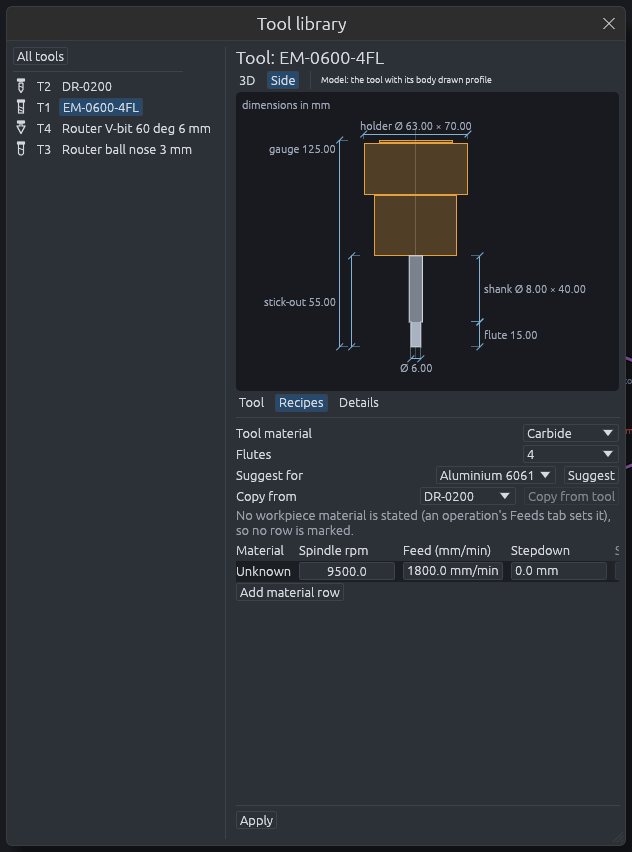 Tool library
All tools
T2 DR-0200
T1 EM-0600-4FL
T4 Router V-bit 60 deg 6 mm
T3 Router ball nose 3 mm
Tool: EM-0600-4FL
3D Side Model: the tool with its body drawn profile
dimensions in mm
holder Ø 63.00 × 70.00
gauge 125.00
shank Ø 8.00 × 40.00
stick-out 55.00
flute 15.00
Ø 6.00
Tool Recipes Details
Tool material Carbide
Flutes 4
Suggest for Aluminium 6061 Suggest
Copy from DR-0200 Copy from tool
No workpiece material is stated (an operation's Feeds tab sets it),
so no row is marked.
Material Spindle rpm Feed (mm/min) Stepdown
Unknown 9500.0 1800.0 mm/min 0.0 mm
Add material row
Apply